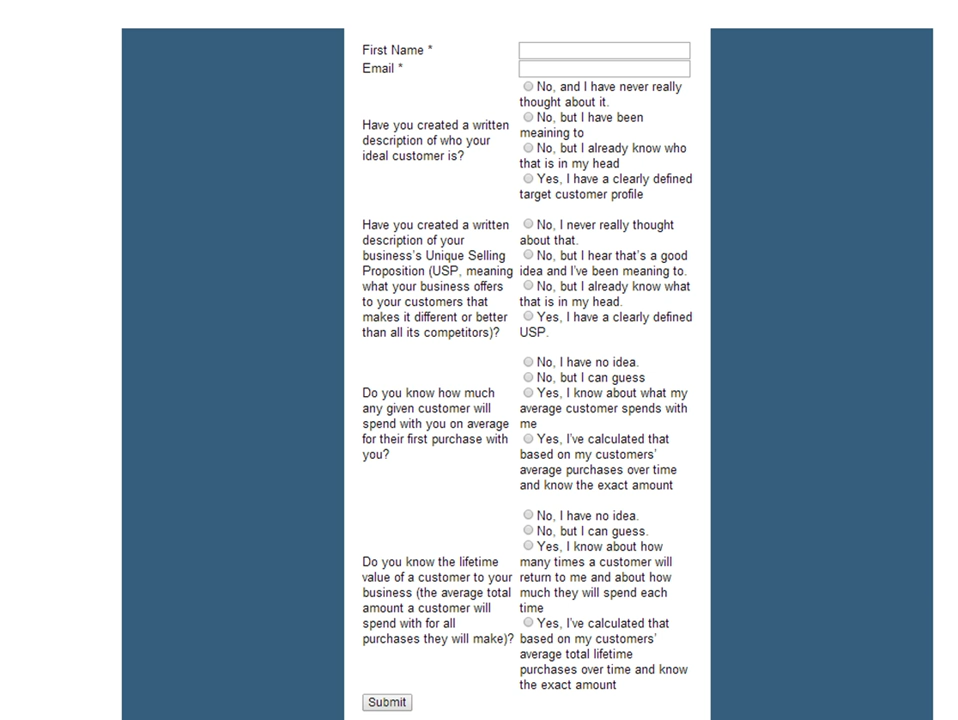 First Name *
Email *
Have you created a written
description of who your
ideal customer is?
No, and I have never really
thought about it.
No, but I have been
meaining to
No, but I already know who
that is in my head
Yes, I have a clearly defined
target customer profile
Have you created a written
description of your
business's Unique Selling
Proposition (USP, meaning
what your business offers
to your customers that
makes it different or better
than all its competitors)?
No, I never really thought
about that.
No, but I hear that's a good
idea and I've been meaning to.
No, but I already know what
that is in my head.
Yes, I have a clearly defined
USP.
Do you know how much
any given customer will
spend with you on average
for their first purchase with
you?
No, I have no idea.
No, but I can guess
Yes, I know about what my
average customer spends with
me
Yes, I've calculated that
based on my customers'
average purchases over time
and know the exact amount
Do you know the lifetime
value of a customer to your
business (the average total
amount a customer will
spend with for all
purchases they will make)?
No, I have no idea.
No, but I can guess.
Yes, I know about how
many times a customer will
return to me and about how
much they will spend each
time
Yes, I've calculated that
based on my customers'
average total lifetime
purchases over time and know
the exact amount
Submit